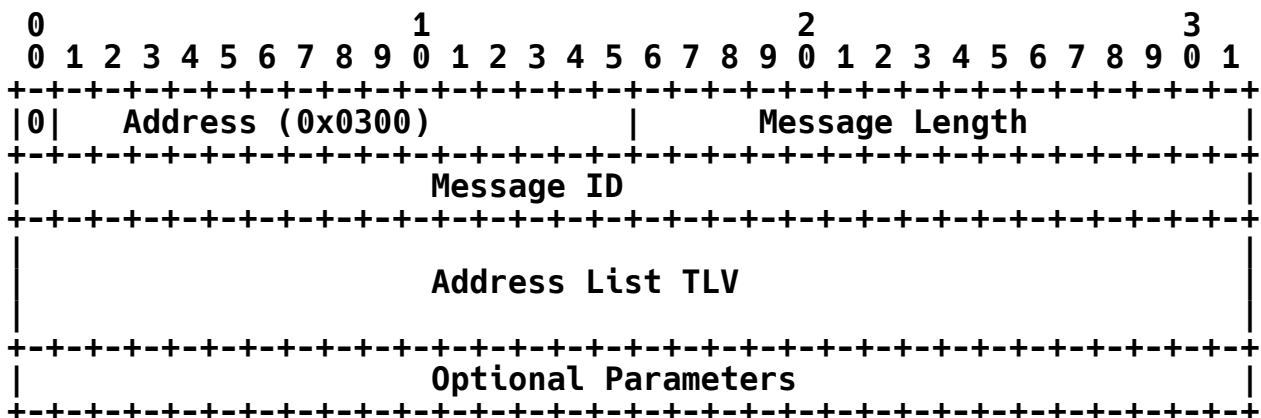 0                   1                   2                   3
 0 1 2 3 4 5 6 7 8 9 0 1 2 3 4 5 6 7 8 9 0 1 2 3 4 5 6 7 8 9 0 1
+-+-+-+-+-+-+-+-+-+-+-+-+-+-+-+-+-+-+-+-+-+-+-+-+-+-+-+-+-+-+-+-+
|0|   Address (0x0300)          |      Message Length           |
+-+-+-+-+-+-+-+-+-+-+-+-+-+-+-+-+-+-+-+-+-+-+-+-+-+-+-+-+-+-+-+-+
|                     Message ID                                |
+-+-+-+-+-+-+-+-+-+-+-+-+-+-+-+-+-+-+-+-+-+-+-+-+-+-+-+-+-+-+-+-+
|                                                               |
|                     Address List TLV                          |
|                                                               |
+-+-+-+-+-+-+-+-+-+-+-+-+-+-+-+-+-+-+-+-+-+-+-+-+-+-+-+-+-+-+-+-+
|                     Optional Parameters                       |
+-+-+-+-+-+-+-+-+-+-+-+-+-+-+-+-+-+-+-+-+-+-+-+-+-+-+-+-+-+-+-+-+